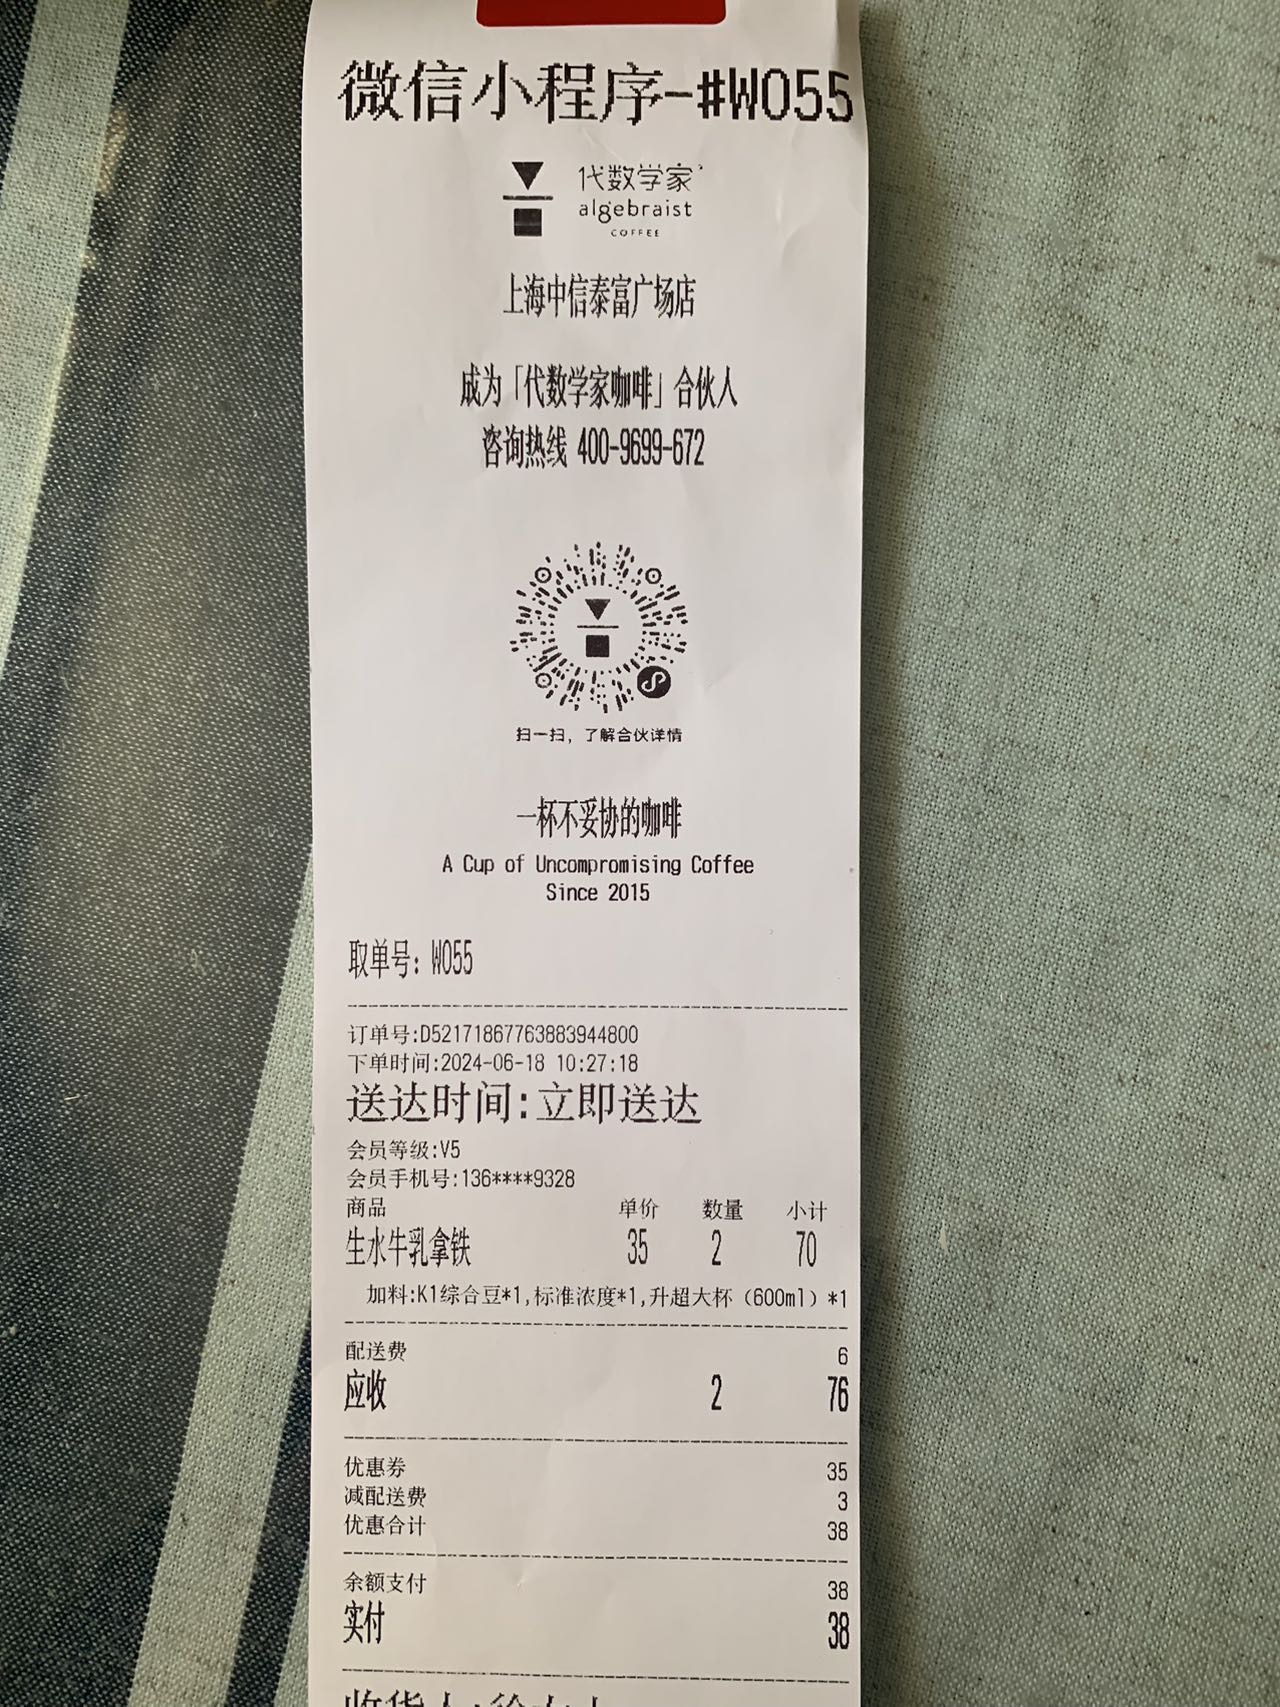 微信小程序-#W055
代数学家
algebraist
COFFEE
上海中信泰富广场店
成为「代数学家咖啡」合伙人
咨询热线 400-9699-672
扫一扫，了解合伙详情
一杯不妥协的咖啡
A Cup of Uncompromising Coffee
Since 2015
取单号: W055
订单号:D52171867763883944800
下单时间:2024-06-18 10:27:18
送达时间:立即送达
会员等级:V5
会员手机号:136****9328
商品 单价 数量 小计
生水牛乳拿铁 35 2 70
加料:K1综合豆*1,标准浓度*1,升超大杯（600ml）*1
配送费 6
应收 2 76
优惠券 35
减配送费 3
优惠合计 38
余额支付 38
实付 38